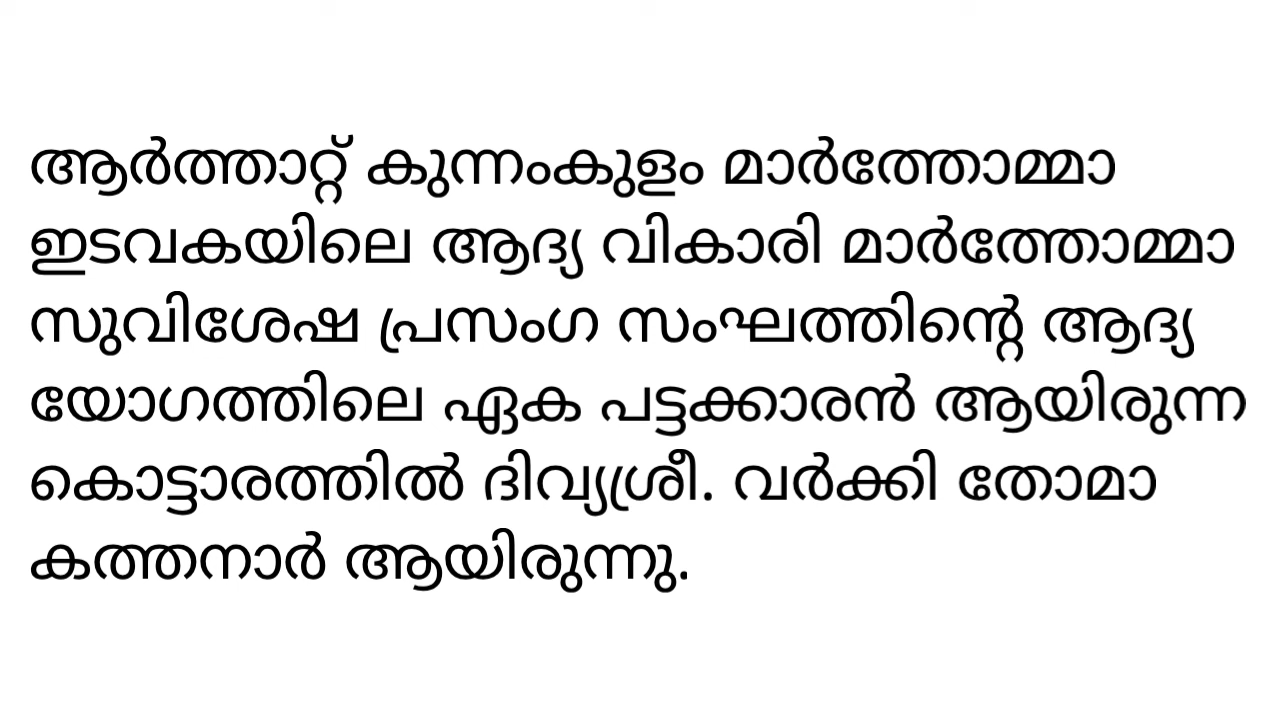 ആർത്താറ്റ് കുന്നംകുളം മാർത്തോമ്മാ
ഇടവകയിലെ ആദ്യ വികാരി മാർത്തോമ്മാ
സുവിശേഷ പ്രസംഗ സംഘത്തിന്റെ ആദ്യ
യോഗത്തിലെ ഏക പട്ടക്കാരൻ ആയിരുന്ന
കൊട്ടാരത്തിൽ ദിവ്യശ്രീ. വർക്കി തോമാ
കത്തനാർ ആയിരുന്നു.